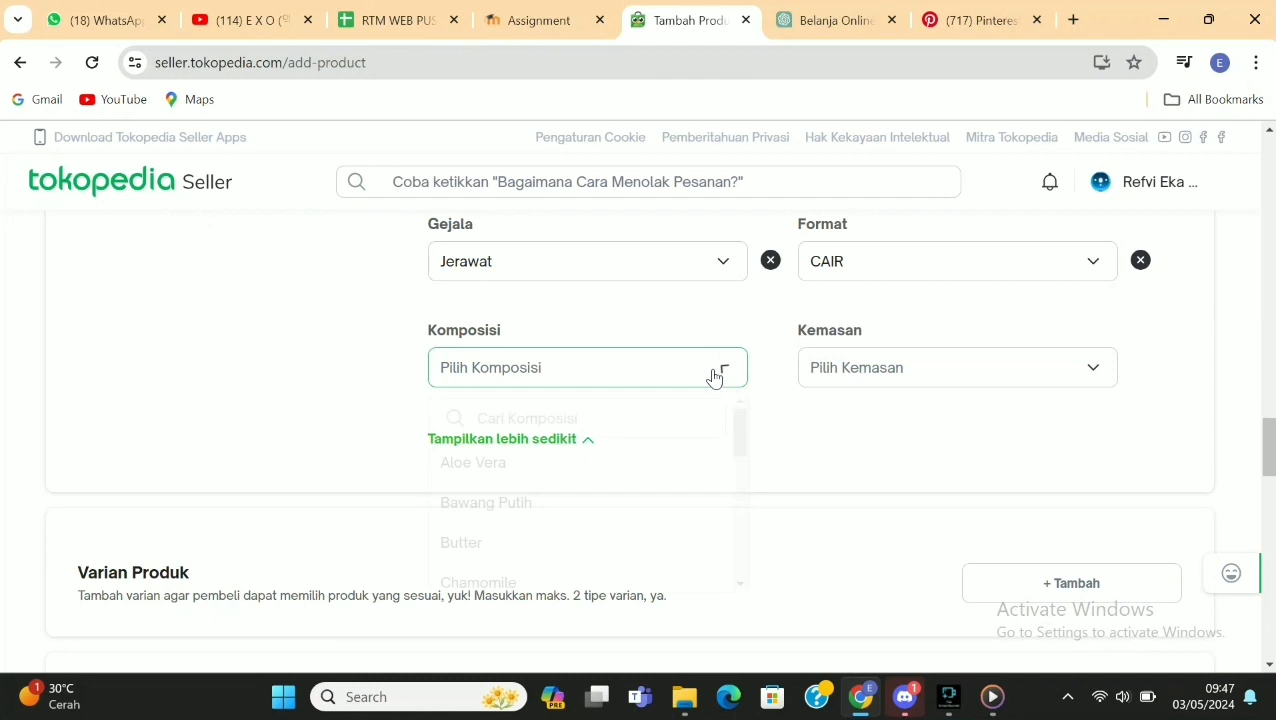 (18) WhatsAp
(114) E X O (
RTM WEB PUS
Assignment
Tambah Produ
Belanja Online
(717) Pinteres
seller.tokopedia.com/add-product
E
Gmail
YouTube
Maps
All Bookmarks
Download Tokopedia Seller Apps
Pengaturan Cookie
Pemberitahuan Privasi
Hak Kekayaan Intelektual
Mitra Tokopedia
Media Sosial
tokopedia Seller
Coba ketikkan "Bagaimana Cara Menolak Pesanan?"
Refvi Eka ...
Gejala
Format
Jerawat
CAIR
Komposisi
Kemasan
Pilih Komposisi
Pilih Kemasan
Cari Komposisi
Tampilkan lebih sedikit
Aloe Vera
Bawang Putih
Butter
Chamomile
Varian Produk
Tambah varian agar pembeli dapat memilih produk yang sesuai, yuk! Masukkan maks. 2 tipe varian, ya.
+ Tambah
Activate Windows
Go to Settings to activate Windows.
1
30°C
Cerah
Search
PRE
E
1
09:47
03/05/2024